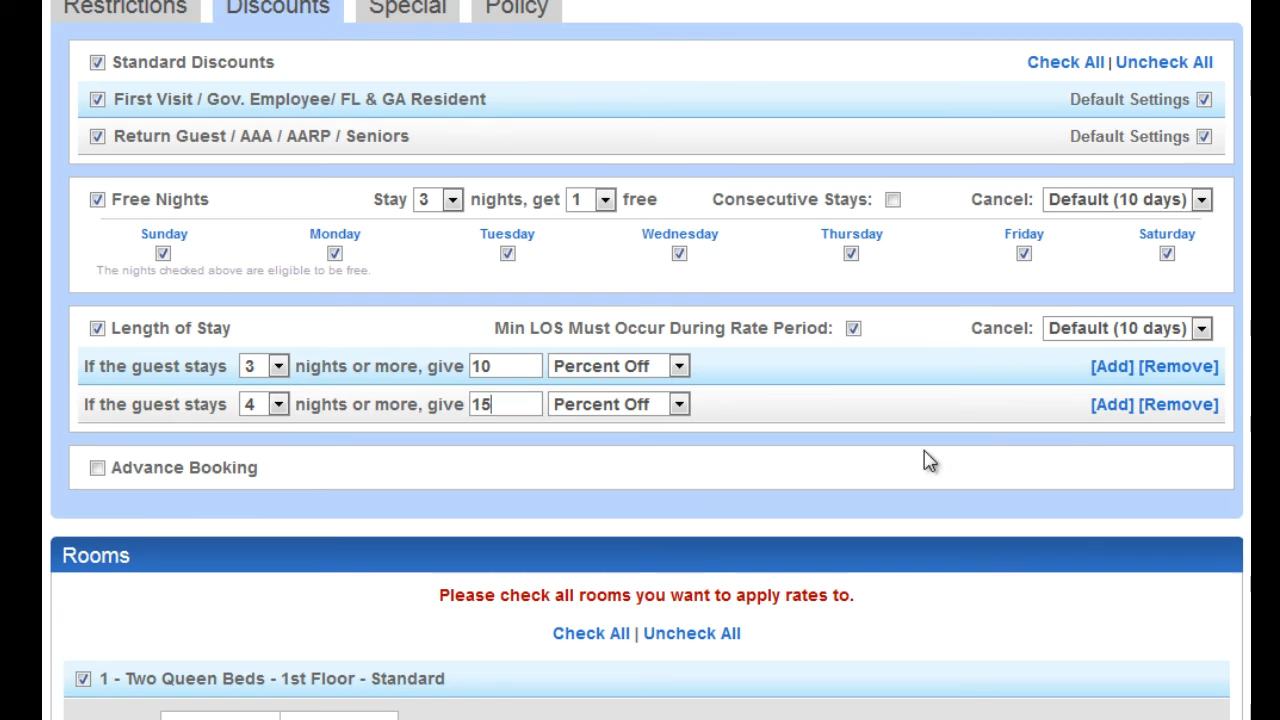 Restrictions Discounts Special Policy
Standard Discounts Check All | Uncheck All
First Visit / Gov. Employee/ FL & GA Resident Default Settings
Return Guest / AAA / AARP / Seniors Default Settings
Free Nights Stay 3 nights, get 1 free Consecutive Stays: Cancel: Default (10 days)
Sunday Monday Tuesday Wednesday Thursday Friday Saturday
The nights checked above are eligible to be free.
Length of Stay Min LOS Must Occur During Rate Period: Cancel: Default (10 days)
If the guest stays 3 nights or more, give 10 Percent Off [Add] [Remove]
If the guest stays 4 nights or more, give 15 Percent Off [Add] [Remove]
Advance Booking
Rooms
Please check all rooms you want to apply rates to.
Check All | Uncheck All
1 - Two Queen Beds - 1st Floor - Standard